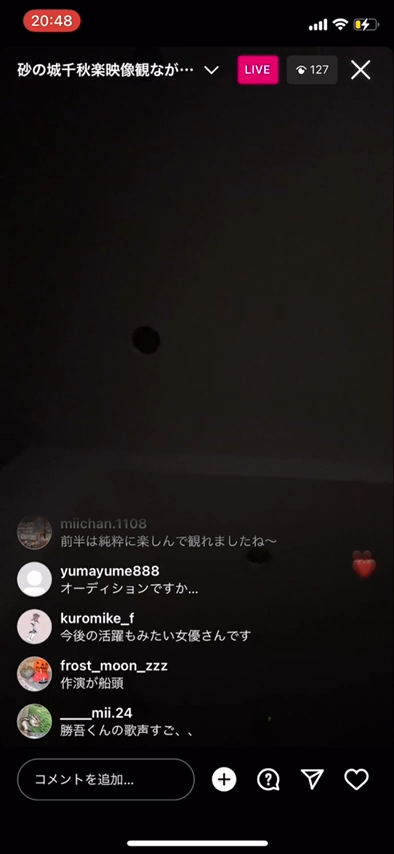 20:48
砂の城千秋楽映像観なが…
LIVE
127
miichan.1108
前半は純粋に楽しんで観れましたね〜
yumayume888
オーディションですか...
kuromike_f
今後の活躍もみたい女優さんです
frost_moon_zzz
作演が船頭
____mii.24
勝吾くんの歌声すご、、
コメントを追加...